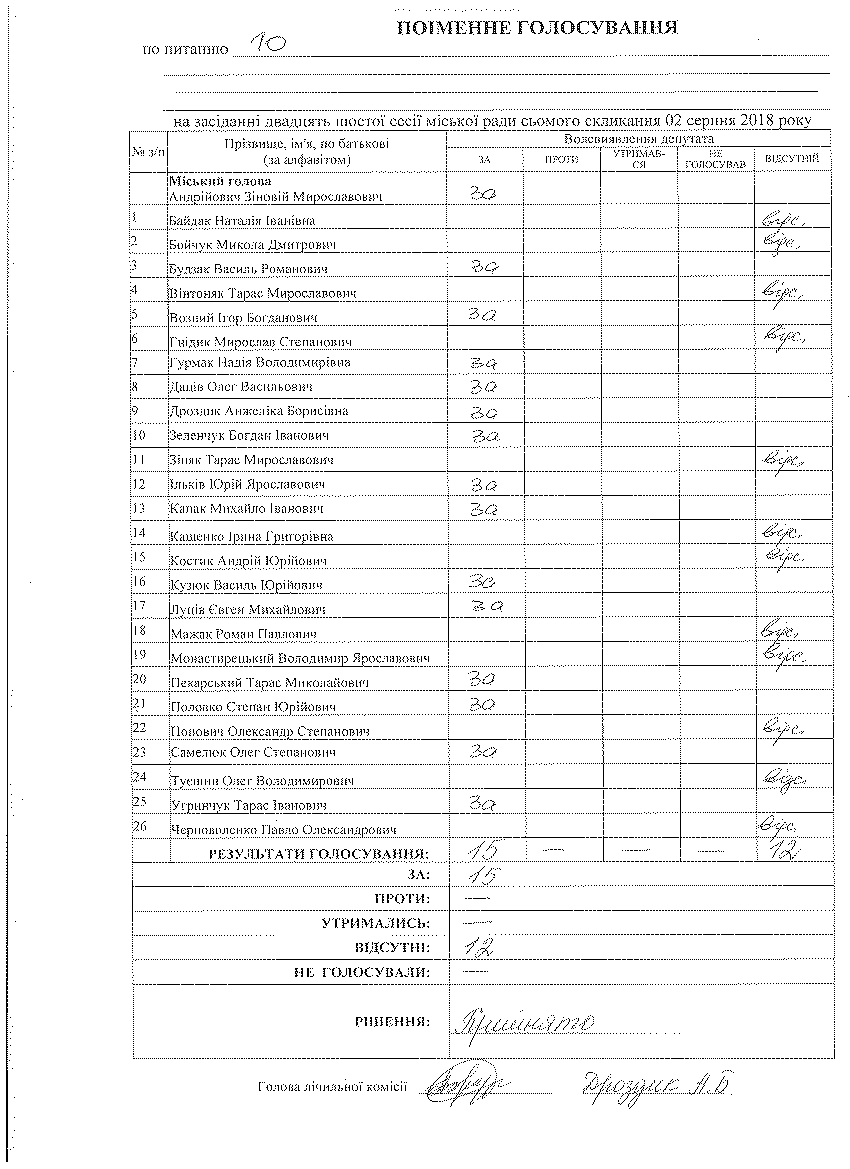 ПОІМЕННЕ ГОЛОСУВАННЯ
по питанню 10
на засіданні двадцять шостої сесії міської ради сьомого скликання 02 серпня 2018 року
№ з/п Прізвище, ім'я, по батькові (за алфавітом) Волевиявлення депутата
ЗА ПРОТИ УТРИМАВ-СЯ НЕ ГОЛОСУВАВ ВІДСУТНІЙ
Міський голова
Андрійович Зіновій Мирославович за
1 Байдак Наталія Іванівна відс.
2 Бойчук Микола Дмитрович відс.
3 Будзак Василь Романович за
4 Вінтоняк Тарас Мирославович відс.
5 Возний Ігор Богданович за
6 Гнідик Мирослав Степанович відс.
7 Гурмак Надія Володимирівна за
8 Даців Олег Васильович за
9 Дроздик Анжеліка Борисівна за
10 Зеленчук Богдан Іванович за
11 Зіняк Тарас Мирославович відс.
12 Ільків Юрій Ярославович за
13 Капак Михайло Іванович за
14 Кащенко Ірина Григорівна відс.
15 Костик Андрій Юрійович відс.
16 Кузюк Василь Юрійович за
17 Луців Євген Михайлович за
18 Мажак Роман Павлович відс.
19 Монастирецький Володимир Ярославович відс.
20 Пекарський Тарас Миколайович за
21 Половко Степан Юрійович за
22 Попович Олександр Степанович відс.
23 Самелюк Олег Степанович за
24 Олег Володимирович відс.
25 Угринчук Тарас Іванович за
26 Черноволенко Павло Олександрович відс.
РЕЗУЛЬТАТИ ГОЛОСУВАННЯ: 15 — — — 12
ЗА: 15
ПРОТИ: —
УТРИМАЛИСЬ: —
ВІДСУТНІ: 12
НЕ ГОЛОСУВАЛИ: —
РІШЕННЯ: Прийнято
Голова лічильної комісії Дроздик А.Б